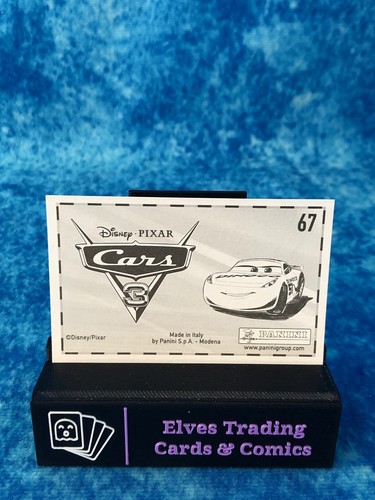 67
Disney · PIXAR
Cars
3
©Disney/Pixar
Made in Italy
by Panini S.p.A. - Modena
PANINI
www.paninigroup.com
Elves Trading
Cards & Comics